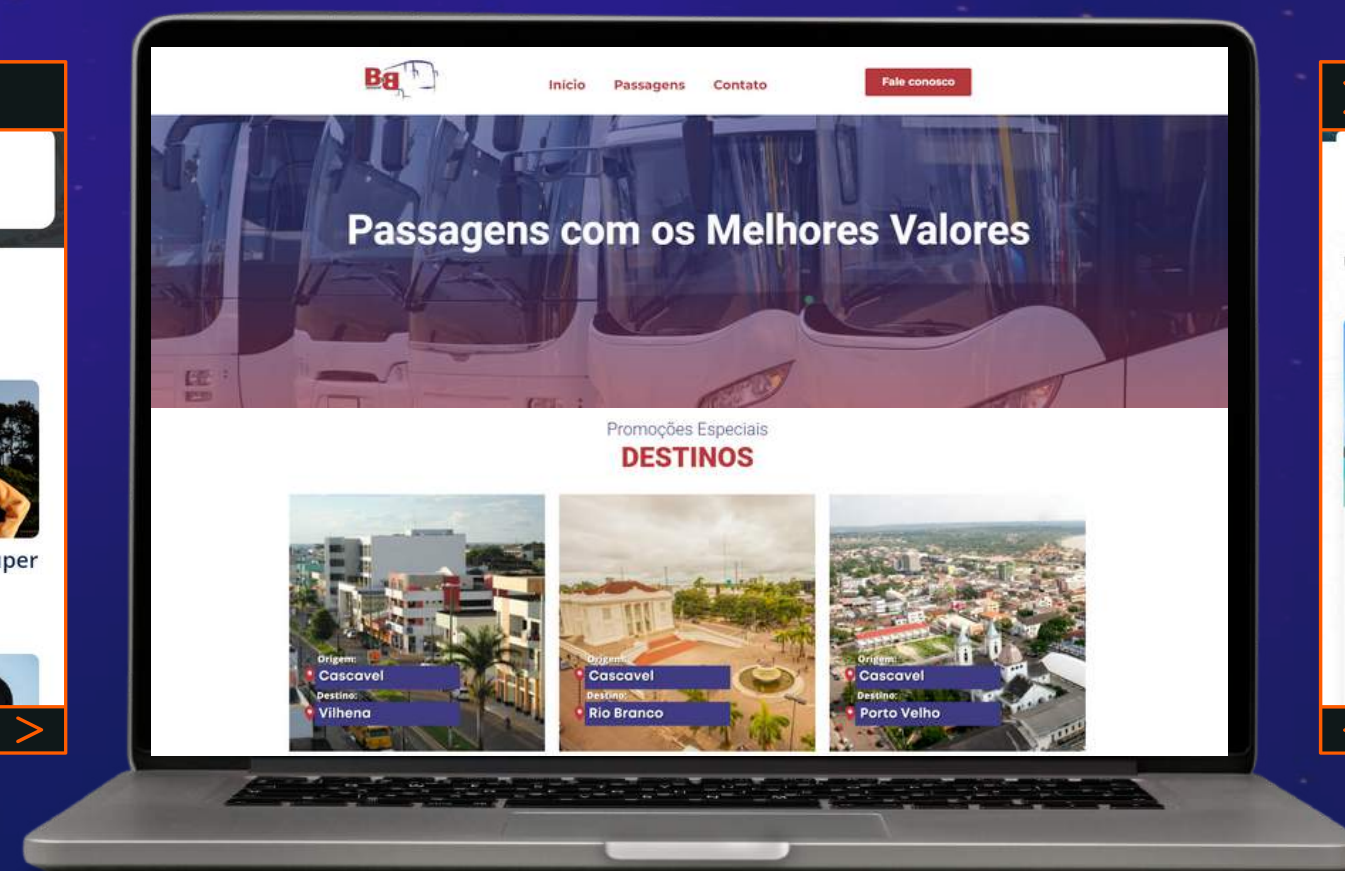 BB
Início Passagens Contato Fale conosco
Passagens com os Melhores Valores
Promoções Especiais
DESTINOS
Origem:
Cascavel
Destino:
Vilhena
Origem:
Cascavel
Destino:
Rio Branco
Origem:
Cascavel
Destino:
Porto Velho